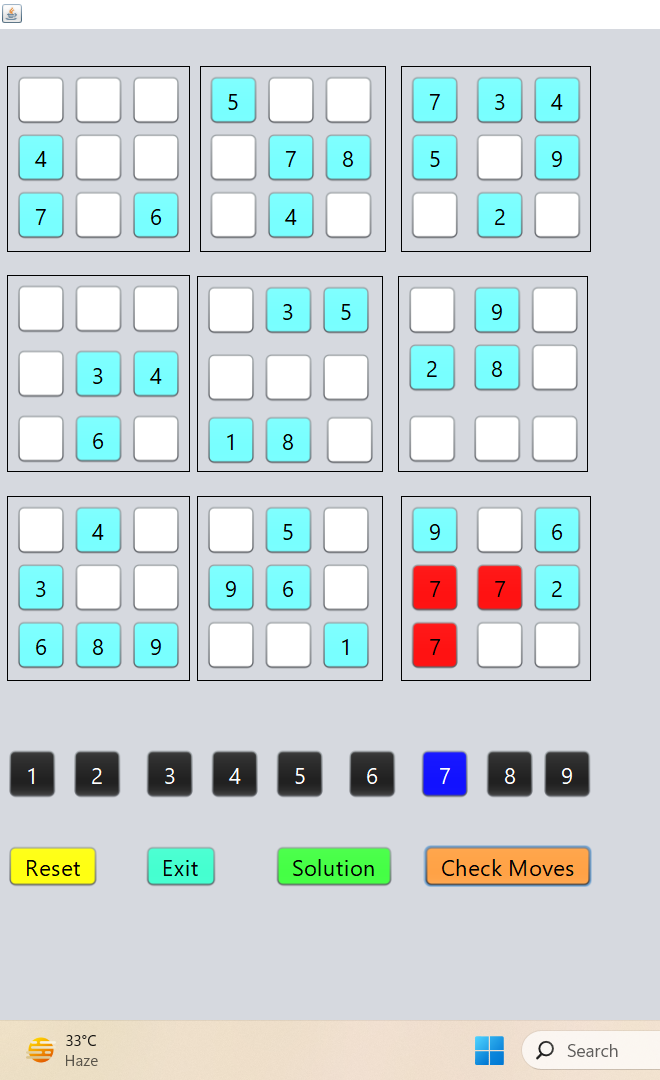 5 7 3 4
4 7 8 5 9
7 6 4 2
3 5 9
3 4 2 8
6 1 8
4 5 9 6
3 9 6 7 7 2
6 8 9 1 7
1 2 3 4 5 6 7 8 9
Reset Exit Solution Check Moves
33°C
Haze
Search